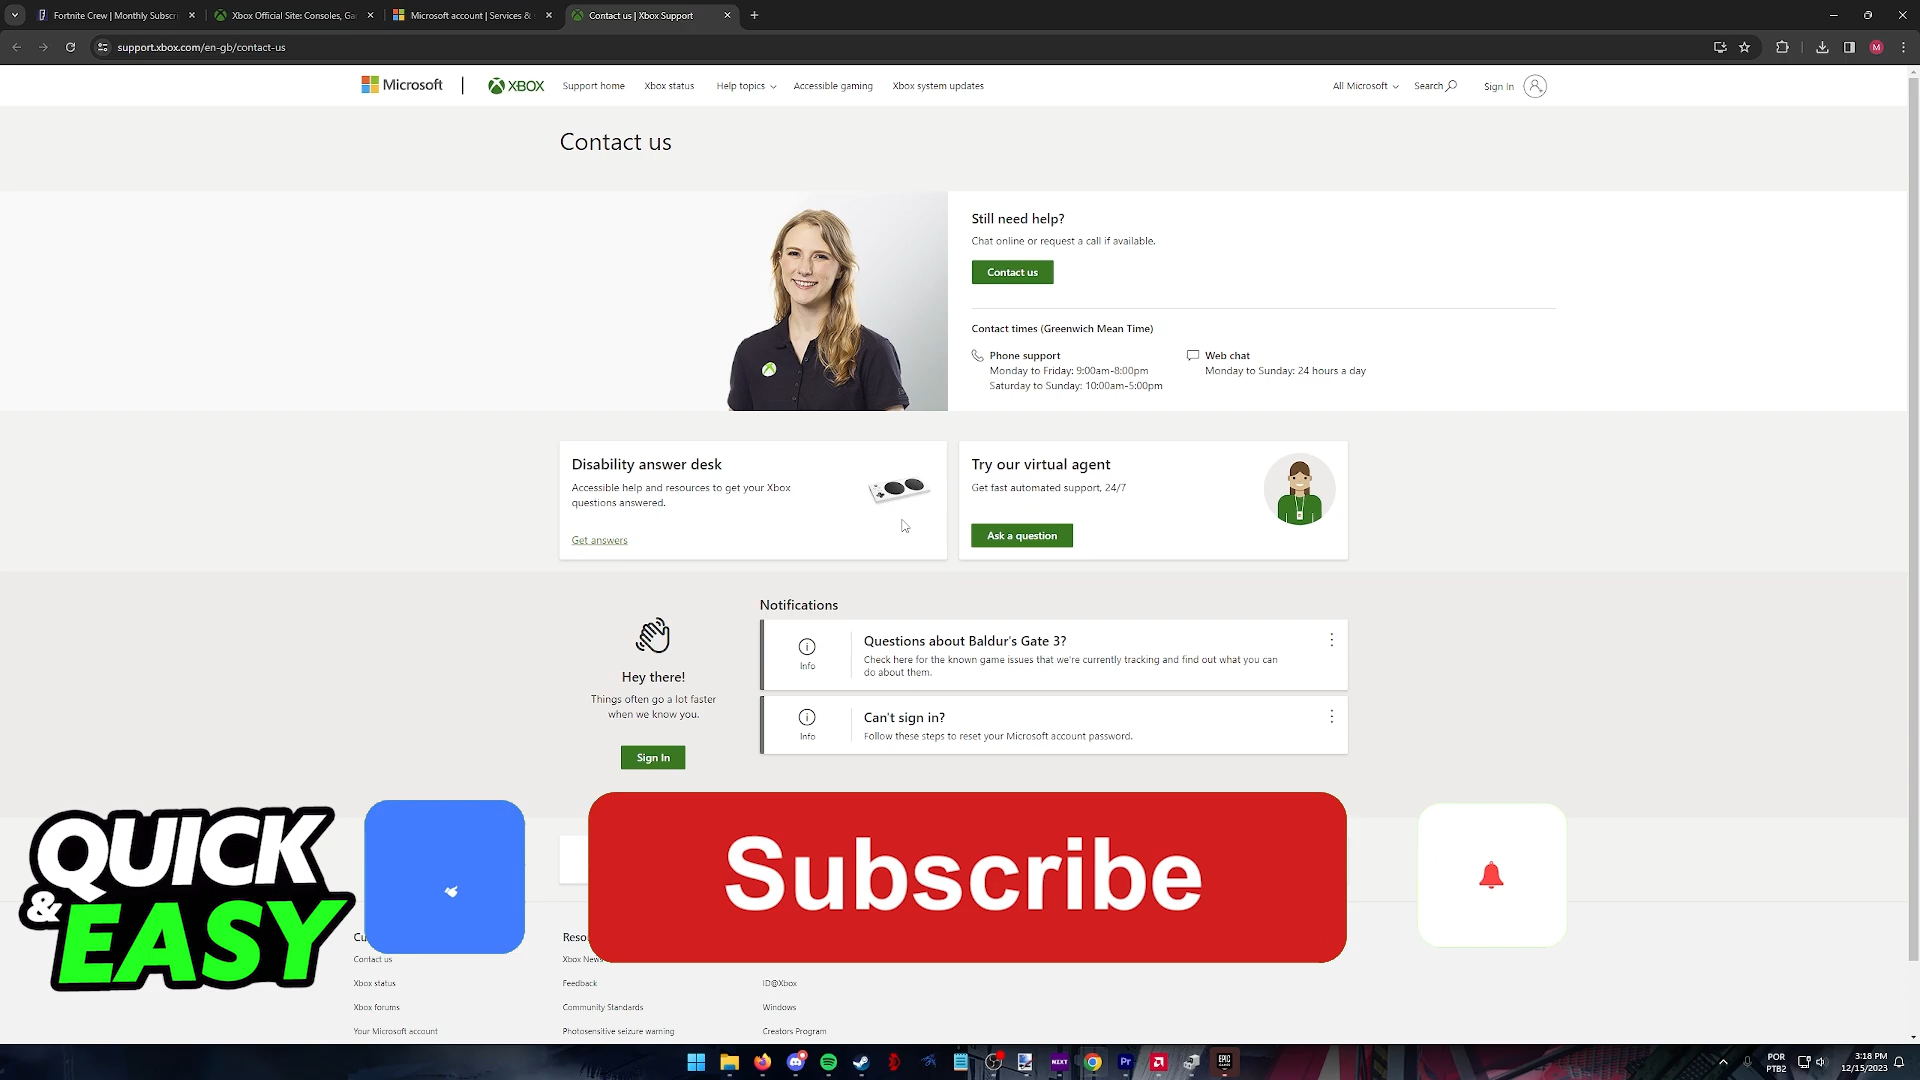 Fortnite Crew | Monthly Subscri
Xbox Official Site: Consoles, Ga
Microsoft account | Services &
Contact us | Xbox Support
support.xbox.com/en-gb/contact-us
M
Microsoft
XBOX
Support home
Xbox status
Help topics
Accessible gaming
Xbox system updates
All Microsoft
Search
Sign In
Contact us
Still need help?
Chat online or request a call if available.
Contact us
Contact times (Greenwich Mean Time)
Phone support
Monday to Friday: 9:00am-8:00pm
Saturday to Sunday: 10:00am-5:00pm
Web chat
Monday to Sunday: 24 hours a day
Disability answer desk
Accessible help and resources to get your Xbox
questions answered.
Get answers
Try our virtual agent
Get fast automated support, 24/7
Ask a question
Hey there!
Things often go a lot faster
when we know you.
Sign In
Notifications
Info
Questions about Baldur's Gate 3?
Check here for the known game issues that we're currently tracking and find out what you can
do about them.
Info
Can't sign in?
Follow these steps to reset your Microsoft account password.
QUICK
& EASY
Subscribe
Cu
Contact us
Xbox status
Xbox forums
Your Microsoft account
Reso
Xbox News
Feedback
Community Standards
Photosensitive seizure warning
ID@Xbox
Windows
Creators Program
NZXT
Pr
EPIC
GAMES
POR
PTB2
3:18 PM
12/15/2023